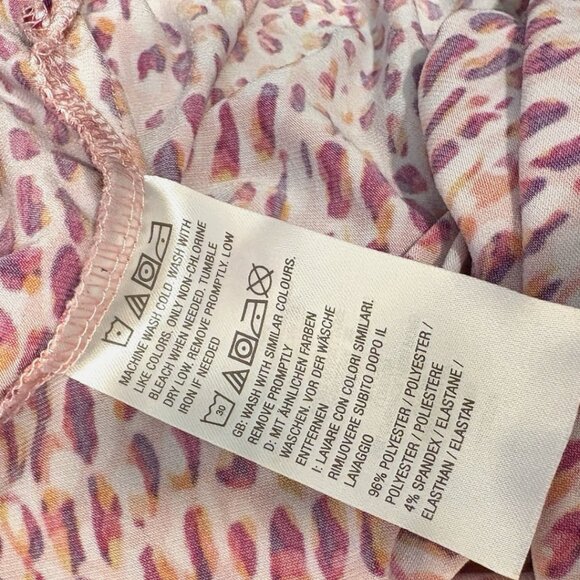 MACHINE WASH COLD. WASH WITH
LIKE COLORS. ONLY NON-CHLORINE
BLEACH WHEN NEEDED. TUMBLE
DRY LOW. REMOVE PROMPTLY. LOW
IRON IF NEEDED
30
GB: WASH WITH SIMILAR COLOURS.
REMOVE PROMPTLY
D: MIT ÄHNLICHEN FARBEN
WASCHEN, VOR DER WÄSCHE
ENTFERNEN
I: LAVARE CON COLORI SIMILARI.
RIMUOVERE SUBITO DOPO IL
LAVAGGIO
96% POLYESTER / POLYESTER /
POLYESTER / POLIESTERE
4% SPANDEX / ELASTANE /
ELASTHAN / ELASTAN